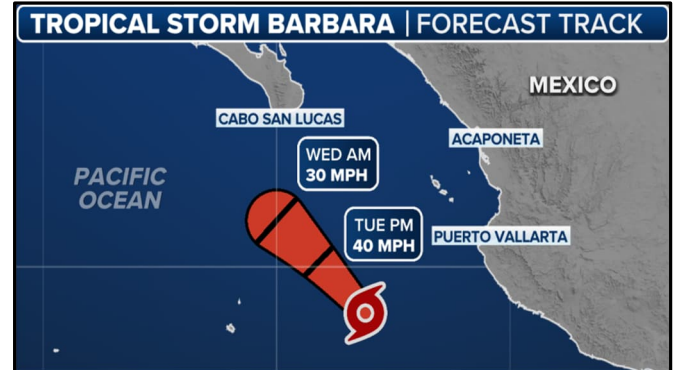 TROPICAL STORM BARBARA | FORECAST TRACK
MEXICO
CABO SAN LUCAS
ACAPONETA
WED AM
30 MPH
PACIFIC
OCEAN
TUE PM
40 MPH
PUERTO VALLARTA